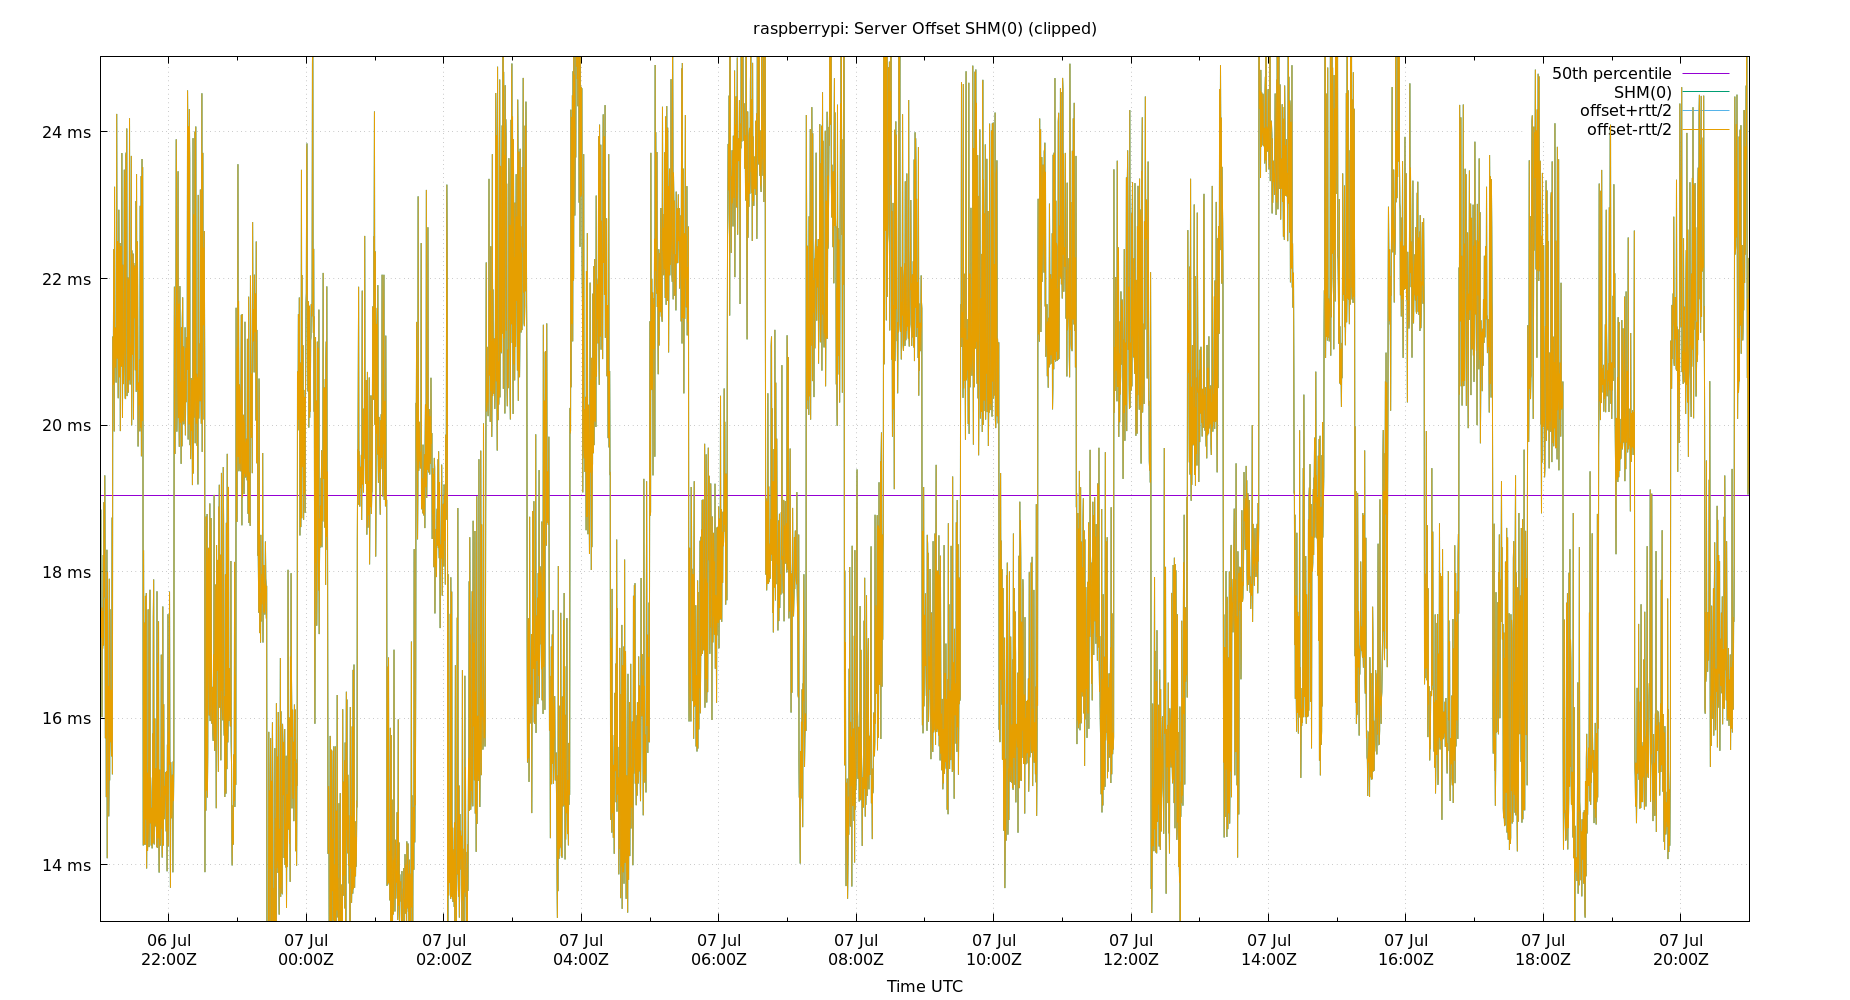 raspberrypi: Server Offset SHM(0) (clipped)
50th percentile
SHM(0)
offset+rtt/2
offset-rtt/2
24 ms
22 ms
20 ms
18 ms
16 ms
14 ms
06 Jul 07 Jul 07 Jul 07 Jul 07 Jul 07 Jul 07 Jul 07 Jul 07 Jul 07 Jul 07 Jul 07 Jul
22:00Z 00:00Z 02:00Z 04:00Z 06:00Z 08:00Z 10:00Z 12:00Z 14:00Z 16:00Z 18:00Z 20:00Z
Time UTC